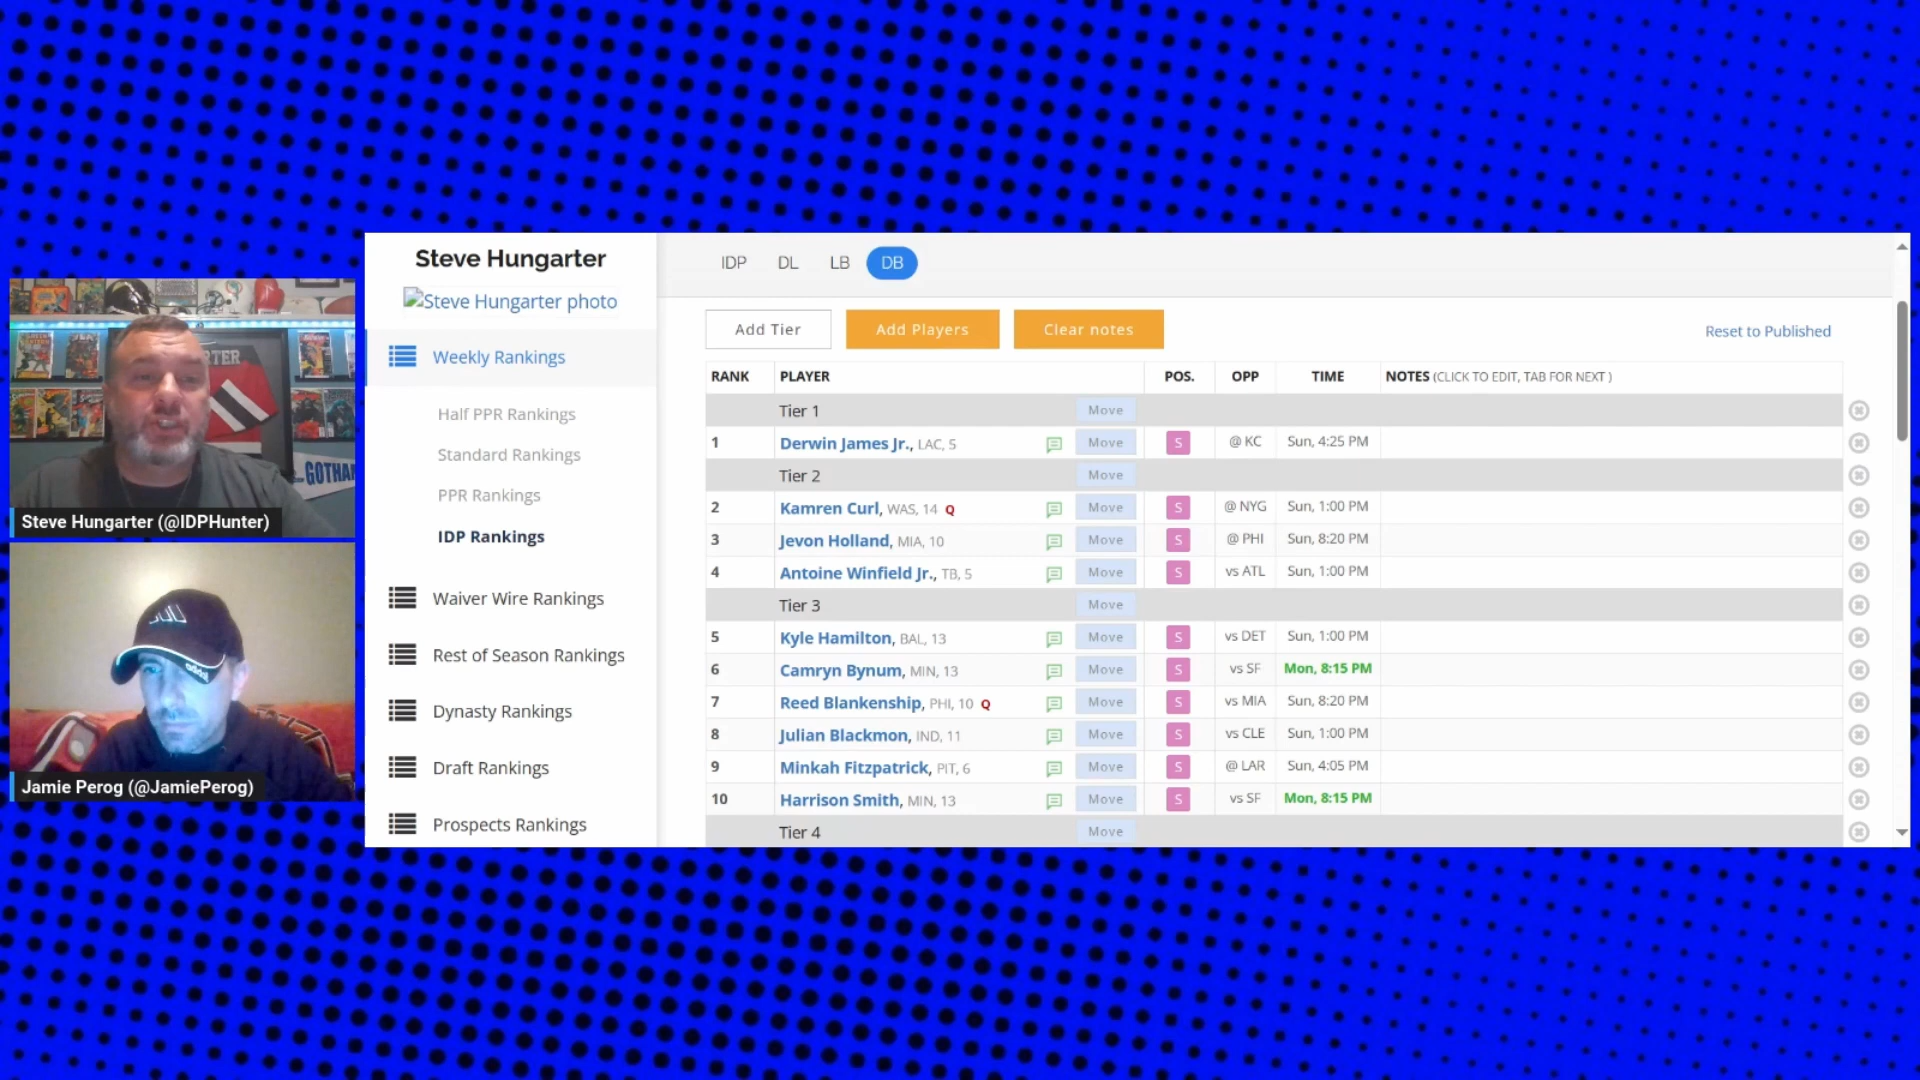 Steve Hungarter
Steve Hungarter photo
Weekly Rankings
Half PPR Rankings
Standard Rankings
PPR Rankings
IDP Rankings
Waiver Wire Rankings
Rest of Season Rankings
Dynasty Rankings
Draft Rankings
Prospects Rankings
IDP DL LB DB
Add Tier Add Players Clear notes Reset to Published
RANK PLAYER POS. OPP TIME NOTES (CLICK TO EDIT, TAB FOR NEXT )
Tier 1 Move
1 Derwin James Jr., LAC, 5 Move S @ KC Sun, 4:25 PM
Tier 2 Move
2 Kamren Curl, WAS, 14 Q Move S @ NYG Sun, 1:00 PM
3 Jevon Holland, MIA, 10 Move S @ PHI Sun, 8:20 PM
4 Antoine Winfield Jr., TB, 5 Move S vs ATL Sun, 1:00 PM
Tier 3 Move
5 Kyle Hamilton, BAL, 13 Move S vs DET Sun, 1:00 PM
6 Camryn Bynum, MIN, 13 Move S vs SF Mon, 8:15 PM
7 Reed Blankenship, PHI, 10 Q Move S vs MIA Sun, 8:20 PM
8 Julian Blackmon, IND, 11 Move S vs CLE Sun, 1:00 PM
9 Minkah Fitzpatrick, PIT, 6 Move S @ LAR Sun, 4:05 PM
10 Harrison Smith, MIN, 13 Move S vs SF Mon, 8:15 PM
Tier 4 Move
GOTHA
Steve Hungarter (@IDPHunter)
adidas
Jamie Perog (@JamiePerog)